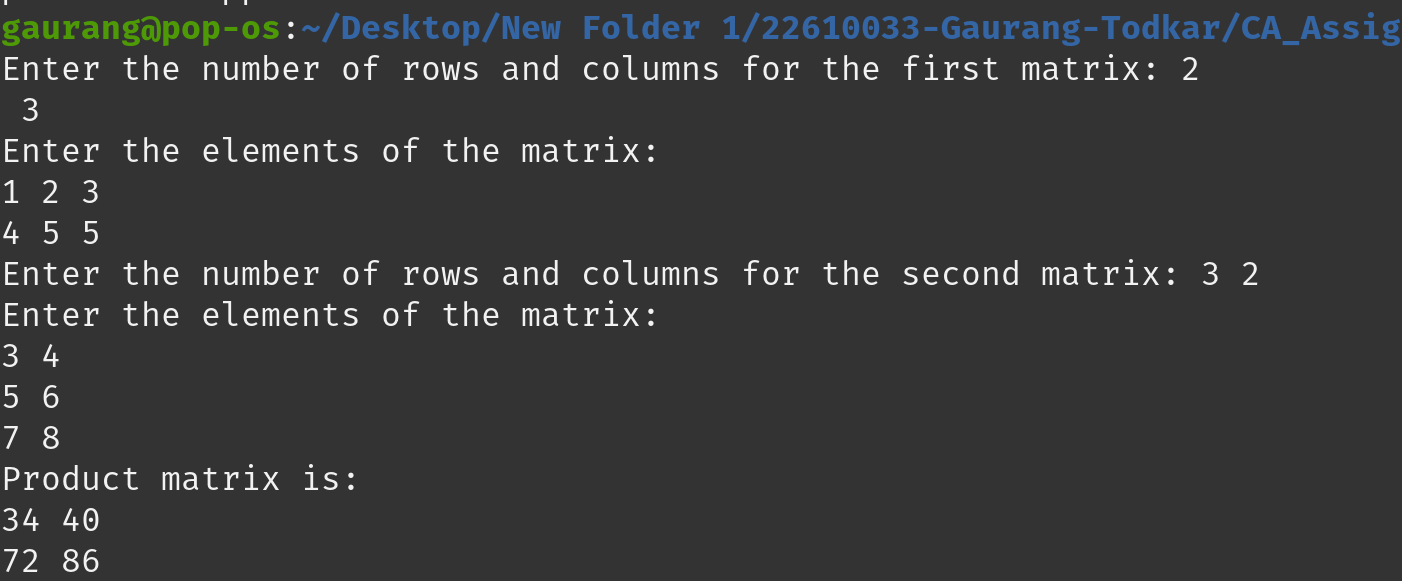 gaurang@pop-os:~/Desktop/New Folder 1/22610033-Gaurang-Todkar/CA_Assig
Enter the number of rows and columns for the first matrix: 2
 3
Enter the elements of the matrix:
1 2 3
4 5 5
Enter the number of rows and columns for the second matrix: 3 2
Enter the elements of the matrix:
3 4
5 6
7 8
Product matrix is:
34 40
72 86